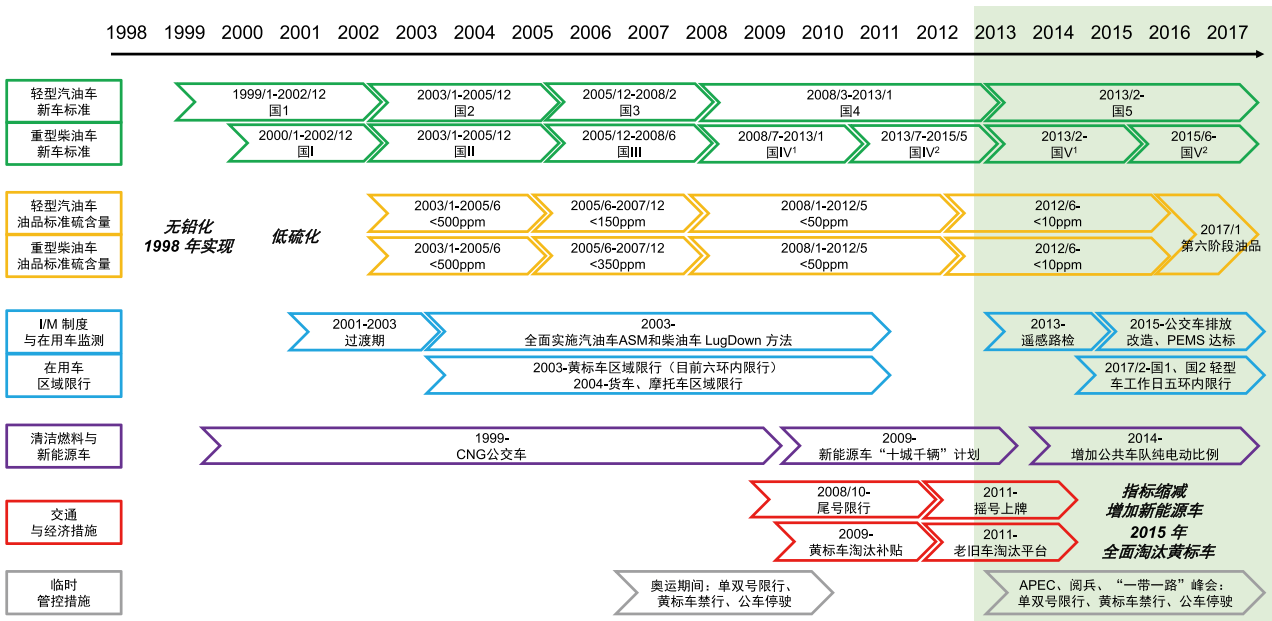 1998 1999 2000 2001 2002 2003 2004 2005 2006 2007 2008 2009 2010 2011 2012 2013 2014 2015 2016 2017
轻型汽油车
新车标准
1999/1-2002/12
国1
2003/1-2005/12
国2
2005/12-2008/2
国3
2008/3-2013/1
国4
2013/2-
国5
重型柴油车
新车标准
2000/1-2002/12
国I
2003/1-2005/12
国II
2005/12-2008/6
国III
2008/7-2013/1
国IV¹
2013/7-2015/5
国IV²
2013/2-
国V¹
2015/6-
国V²
轻型汽油车
油品标准硫含量
重型柴油车
油品标准硫含量
无铅化
1998 年实现
低硫化
2003/1-2005/6
<500ppm
2005/6-2007/12
<150ppm
2008/1-2012/5
<50ppm
2012/6-
<10ppm
2003/1-2005/6
<500ppm
2005/6-2007/12
<350ppm
2008/1-2012/5
<50ppm
2012/6-
<10ppm
2017/1
第六阶段油品
I/M 制度
与在用车监测
2001-2003
过渡期
2003-
全面实施汽油车ASM和柴油车 LugDown 方法
2013-
遥感路检
2015-公交车排放
改造、PEMS 达标
在用车
区域限行
2003-黄标车区域限行（目前六环内限行）
2004-货车、摩托车区域限行
2017/2-国1、国2 轻型
车工作日五环内限行
清洁燃料与
新能源车
1999-
CNG公交车
2009-
新能源车“十城千辆”计划
2014-
增加公共车队纯电动比例
交通
与经济措施
2008/10-
尾号限行
2011-
摇号上牌
指标缩减
增加新能源车
2009-
黄标车淘汰补贴
2011-
老旧车淘汰平台
2015 年
全面淘汰黄标车
临时
管控措施
奥运期间：单双号限行、
黄标车禁行、公车停驶
APEC、阅兵、“一带一路”峰会：
单双号限行、黄标车禁行、公车停驶